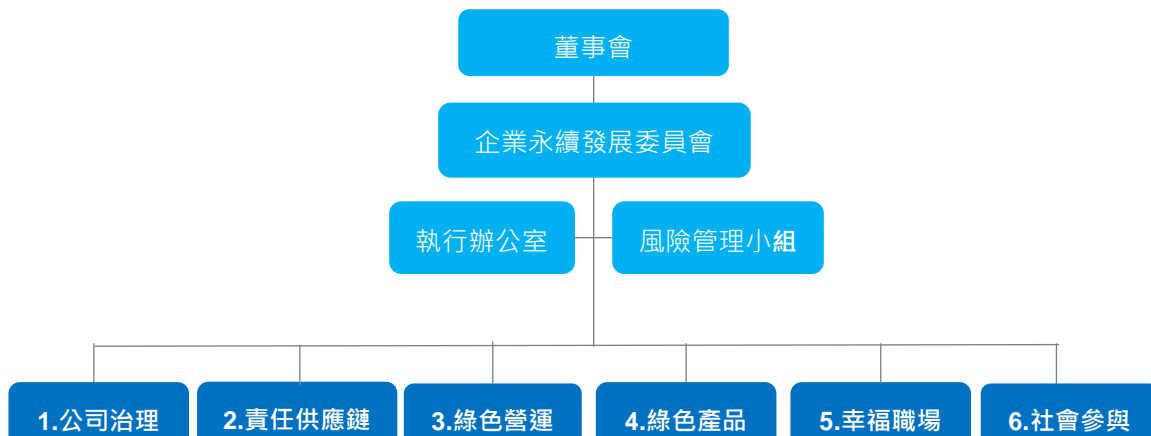 董事會
企業永續發展委員會
執行辦公室
風險管理小組
1.公司治理
2.責任供應鏈
3.綠色營運
4.綠色產品
5.幸福職場
6.社會參與